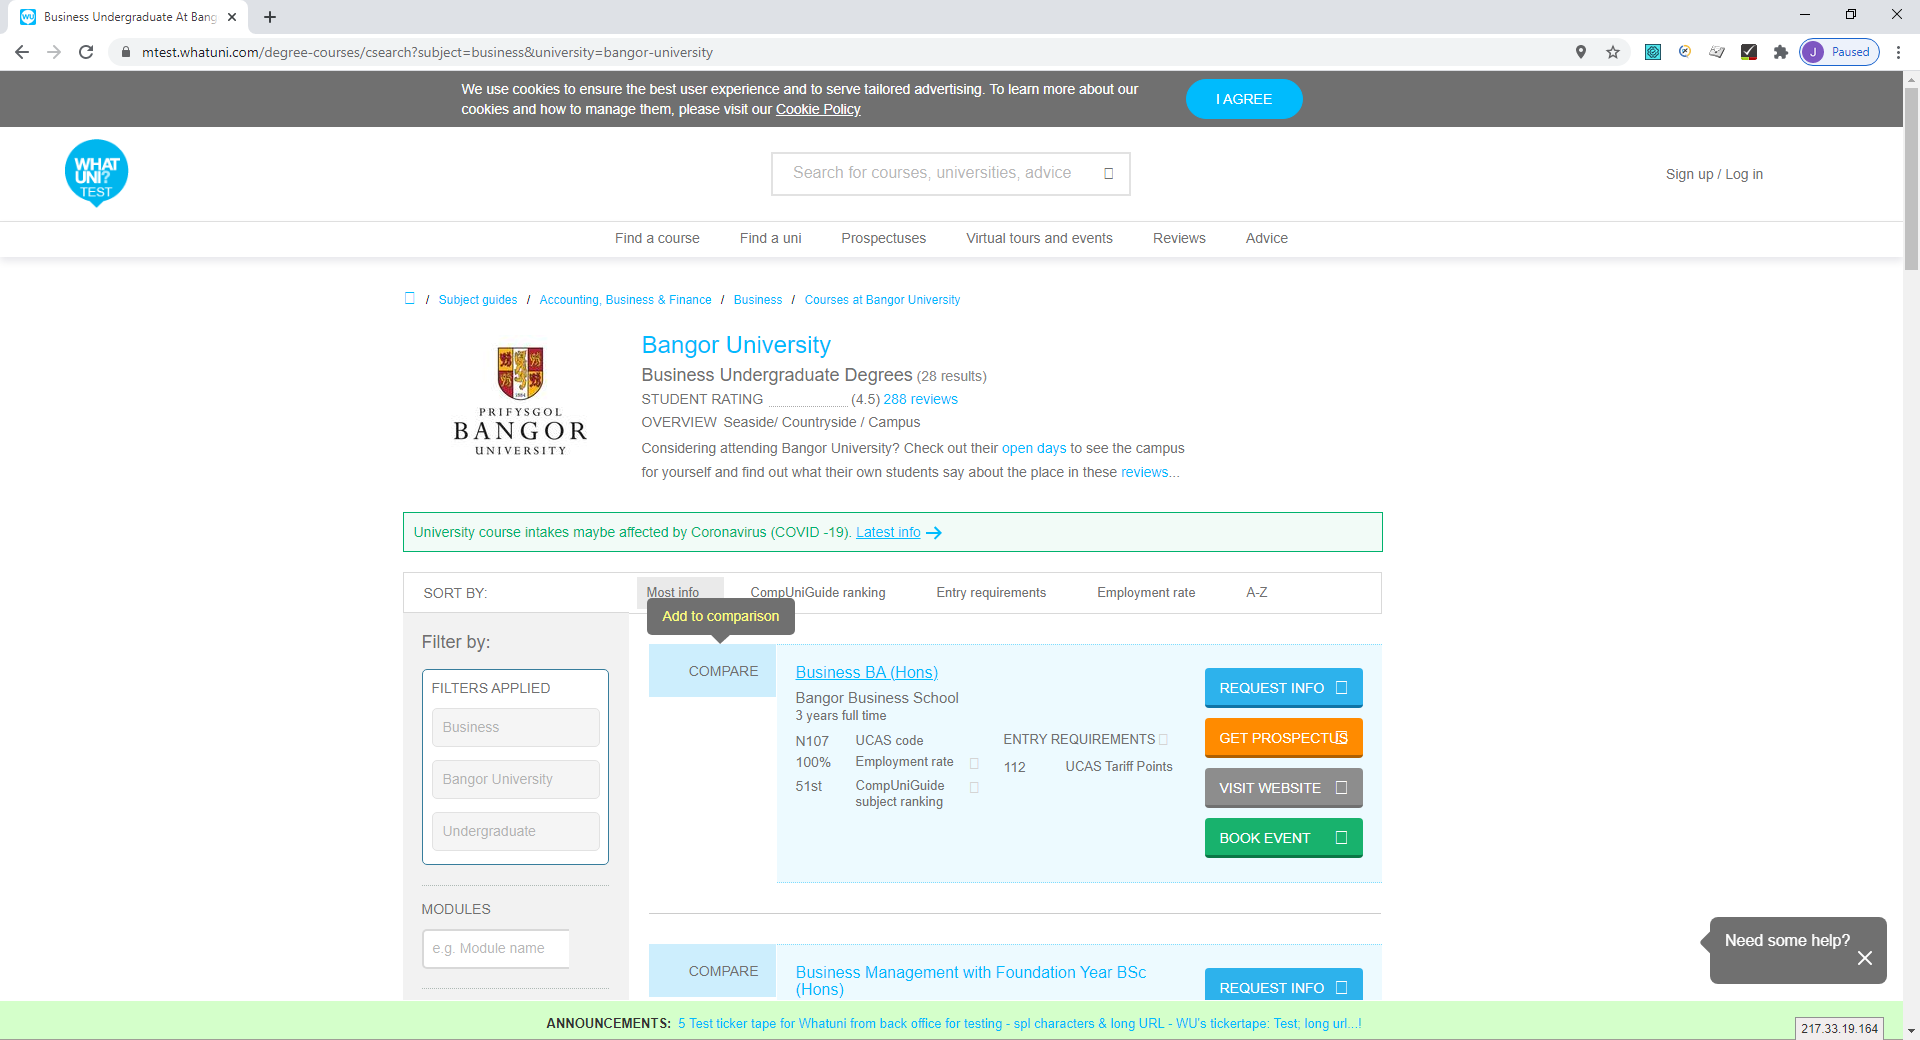 Business Undergraduate At Bang
mtest.whatuni.com/degree-courses/csearch?subject=business&university=bangor-university
J Paused
We use cookies to ensure the best user experience and to serve tailored advertising. To learn more about our
cookies and how to manage them, please visit our Cookie Policy
I AGREE
WHAT
UNI?
TEST
Search for courses, universities, advice
Sign up / Log in
Find a course Find a uni Prospectuses Virtual tours and events Reviews Advice
/ Subject guides / Accounting, Business & Finance / Business / Courses at Bangor University
PRIFYSGOL
BANGOR
UNIVERSITY
Bangor University
Business Undergraduate Degrees (28 results)
STUDENT RATING (4.5) 288 reviews
OVERVIEW Seaside/ Countryside / Campus
Considering attending Bangor University? Check out their open days to see the campus
for yourself and find out what their own students say about the place in these reviews...
University course intakes maybe affected by Coronavirus (COVID -19). Latest info
SORT BY: Most info CompUniGuide ranking Entry requirements Employment rate A-Z
Add to comparison
Filter by:
FILTERS APPLIED
Business
Bangor University
Undergraduate
MODULES
e.g. Module name
COMPARE
Business BA (Hons)
Bangor Business School
3 years full time
N107 UCAS code
100% Employment rate
51st CompUniGuide
subject ranking
ENTRY REQUIREMENTS
112 UCAS Tariff Points
REQUEST INFO
GET PROSPECTUS
VISIT WEBSITE
BOOK EVENT
COMPARE
Business Management with Foundation Year BSc
(Hons)
REQUEST INFO
Need some help?
ANNOUNCEMENTS: 5 Test ticker tape for Whatuni from back office for testing - spl characters & long URL - WU's tickertape: Test; long url...!
217.33.19.164